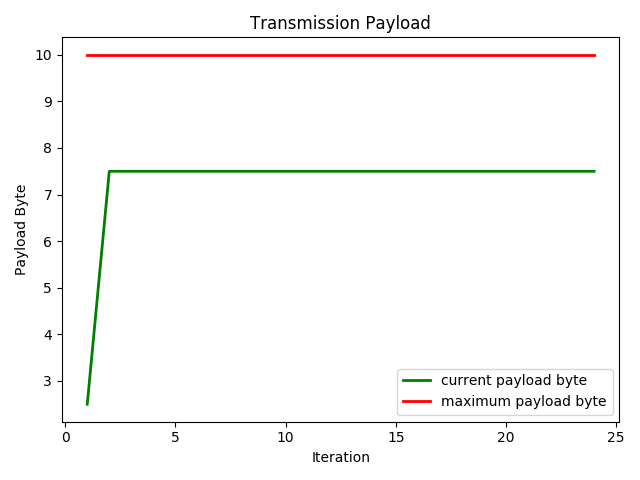 Transmission Payload
10
9
8
7
6
5
4
3
Payload Byte
0 5 10 15 20 25
Iteration
current payload byte
maximum payload byte